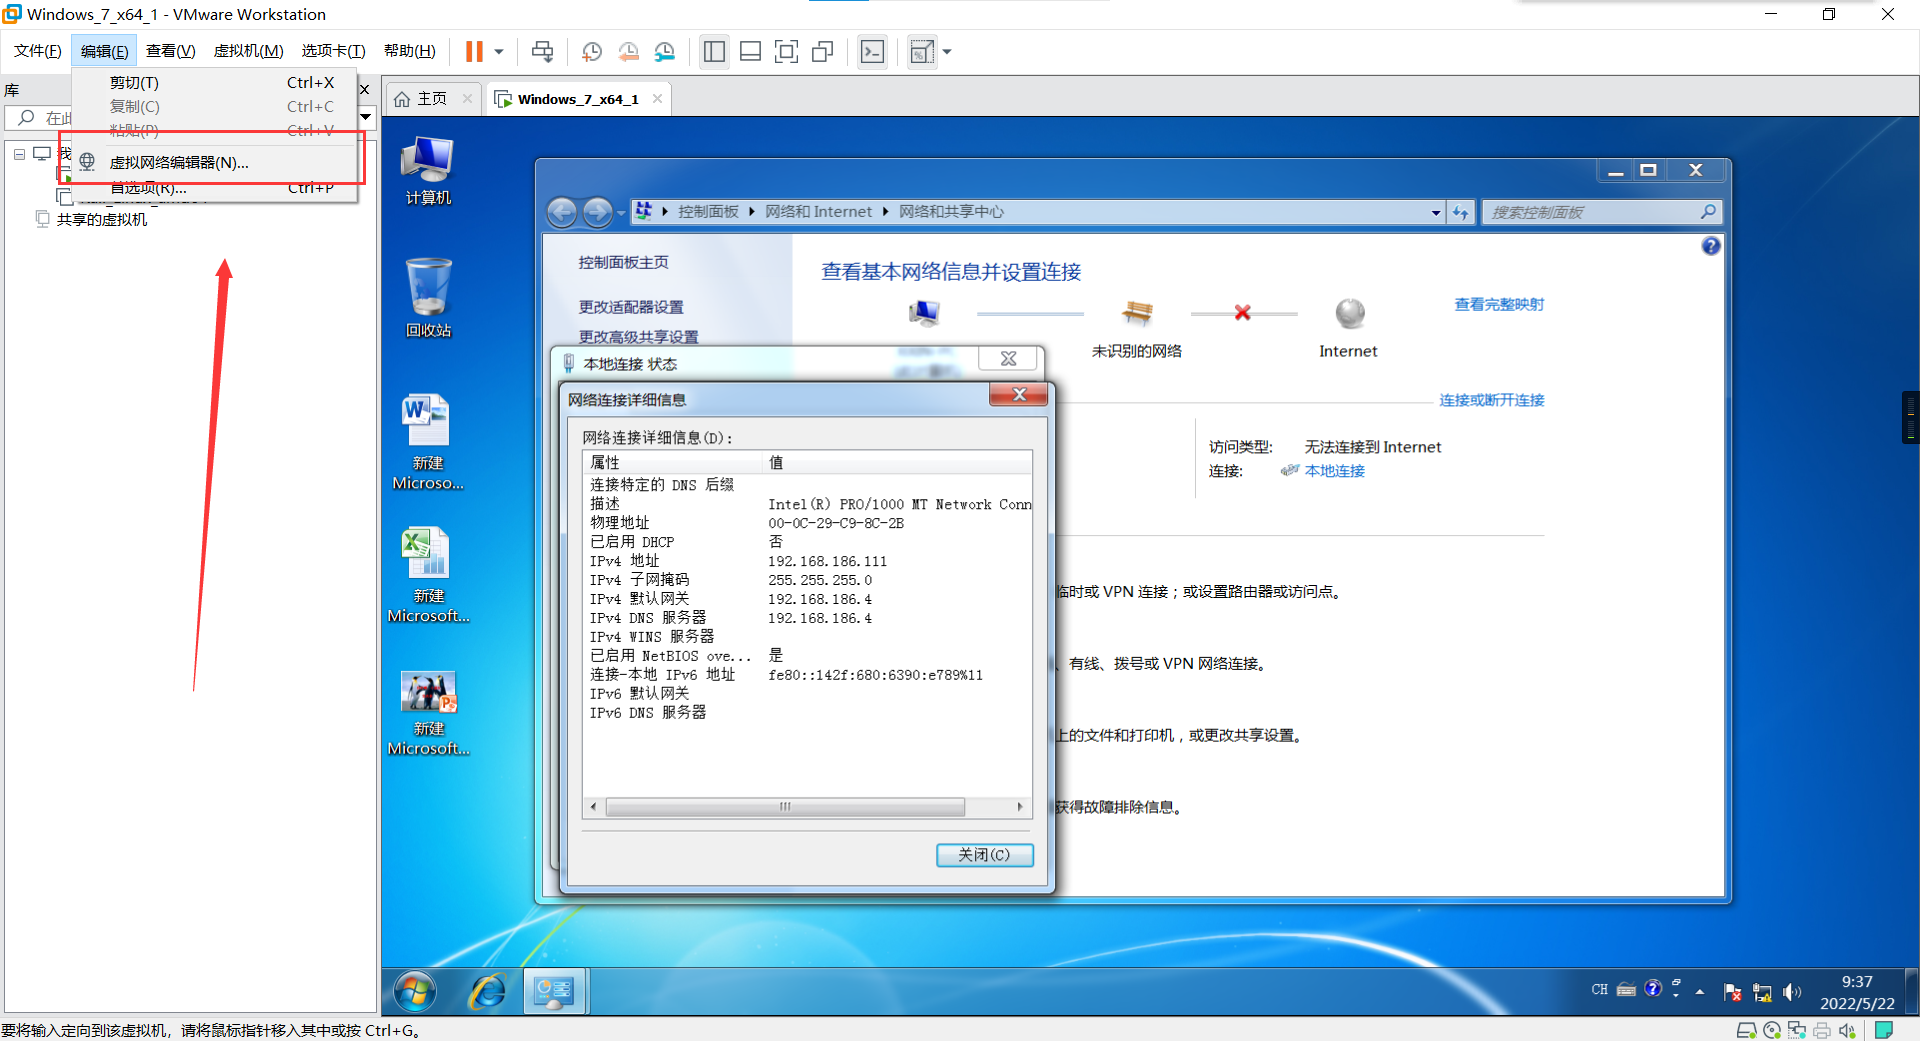 Windows_7_x64_1 - VMware Workstation
文件(F) 编辑(E) 查看(V) 虚拟机(M) 选项卡(T) 帮助(H)
剪切(T) Ctrl+X
复制(C) Ctrl+C
粘贴(P) Ctrl+V
虚拟网络编辑器(N)...
首选项(R)... Ctrl+P
库
在此
我
共享的虚拟机
主页
Windows_7_x64_1
计算机
回收站
新建
Microso...
新建
Microsoft...
新建
Microsoft...
控制面板 网络和 Internet 网络和共享中心
搜索控制面板
控制面板主页
更改适配器设置
更改高级共享设置
查看基本网络信息并设置连接
查看完整映射
未识别的网络
Internet
连接或断开连接
访问类型: 无法连接到 Internet
连接: 本地连接
临时或 VPN 连接；或设置路由器或访问点。
、有线、拨号或 VPN 网络连接。
上的文件和打印机，或更改共享设置。
获得故障排除信息。
本地连接 状态
网络连接详细信息
网络连接详细信息(D):
属性 值
连接特定的 DNS 后缀
描述 Intel(R) PRO/1000 MT Network Conn
物理地址 00-0C-29-C9-8C-2B
已启用 DHCP 否
IPv4 地址 192.168.186.111
IPv4 子网掩码 255.255.255.0
IPv4 默认网关 192.168.186.4
IPv4 DNS 服务器 192.168.186.4
IPv4 WINS 服务器
已启用 NetBIOS ove... 是
连接-本地 IPv6 地址 fe80::142f:680:6390:e789%11
IPv6 默认网关
IPv6 DNS 服务器
关闭(C)
CH
9:37
2022/5/22
要将输入定向到该虚拟机，请将鼠标指针移入其中或按 Ctrl+G。